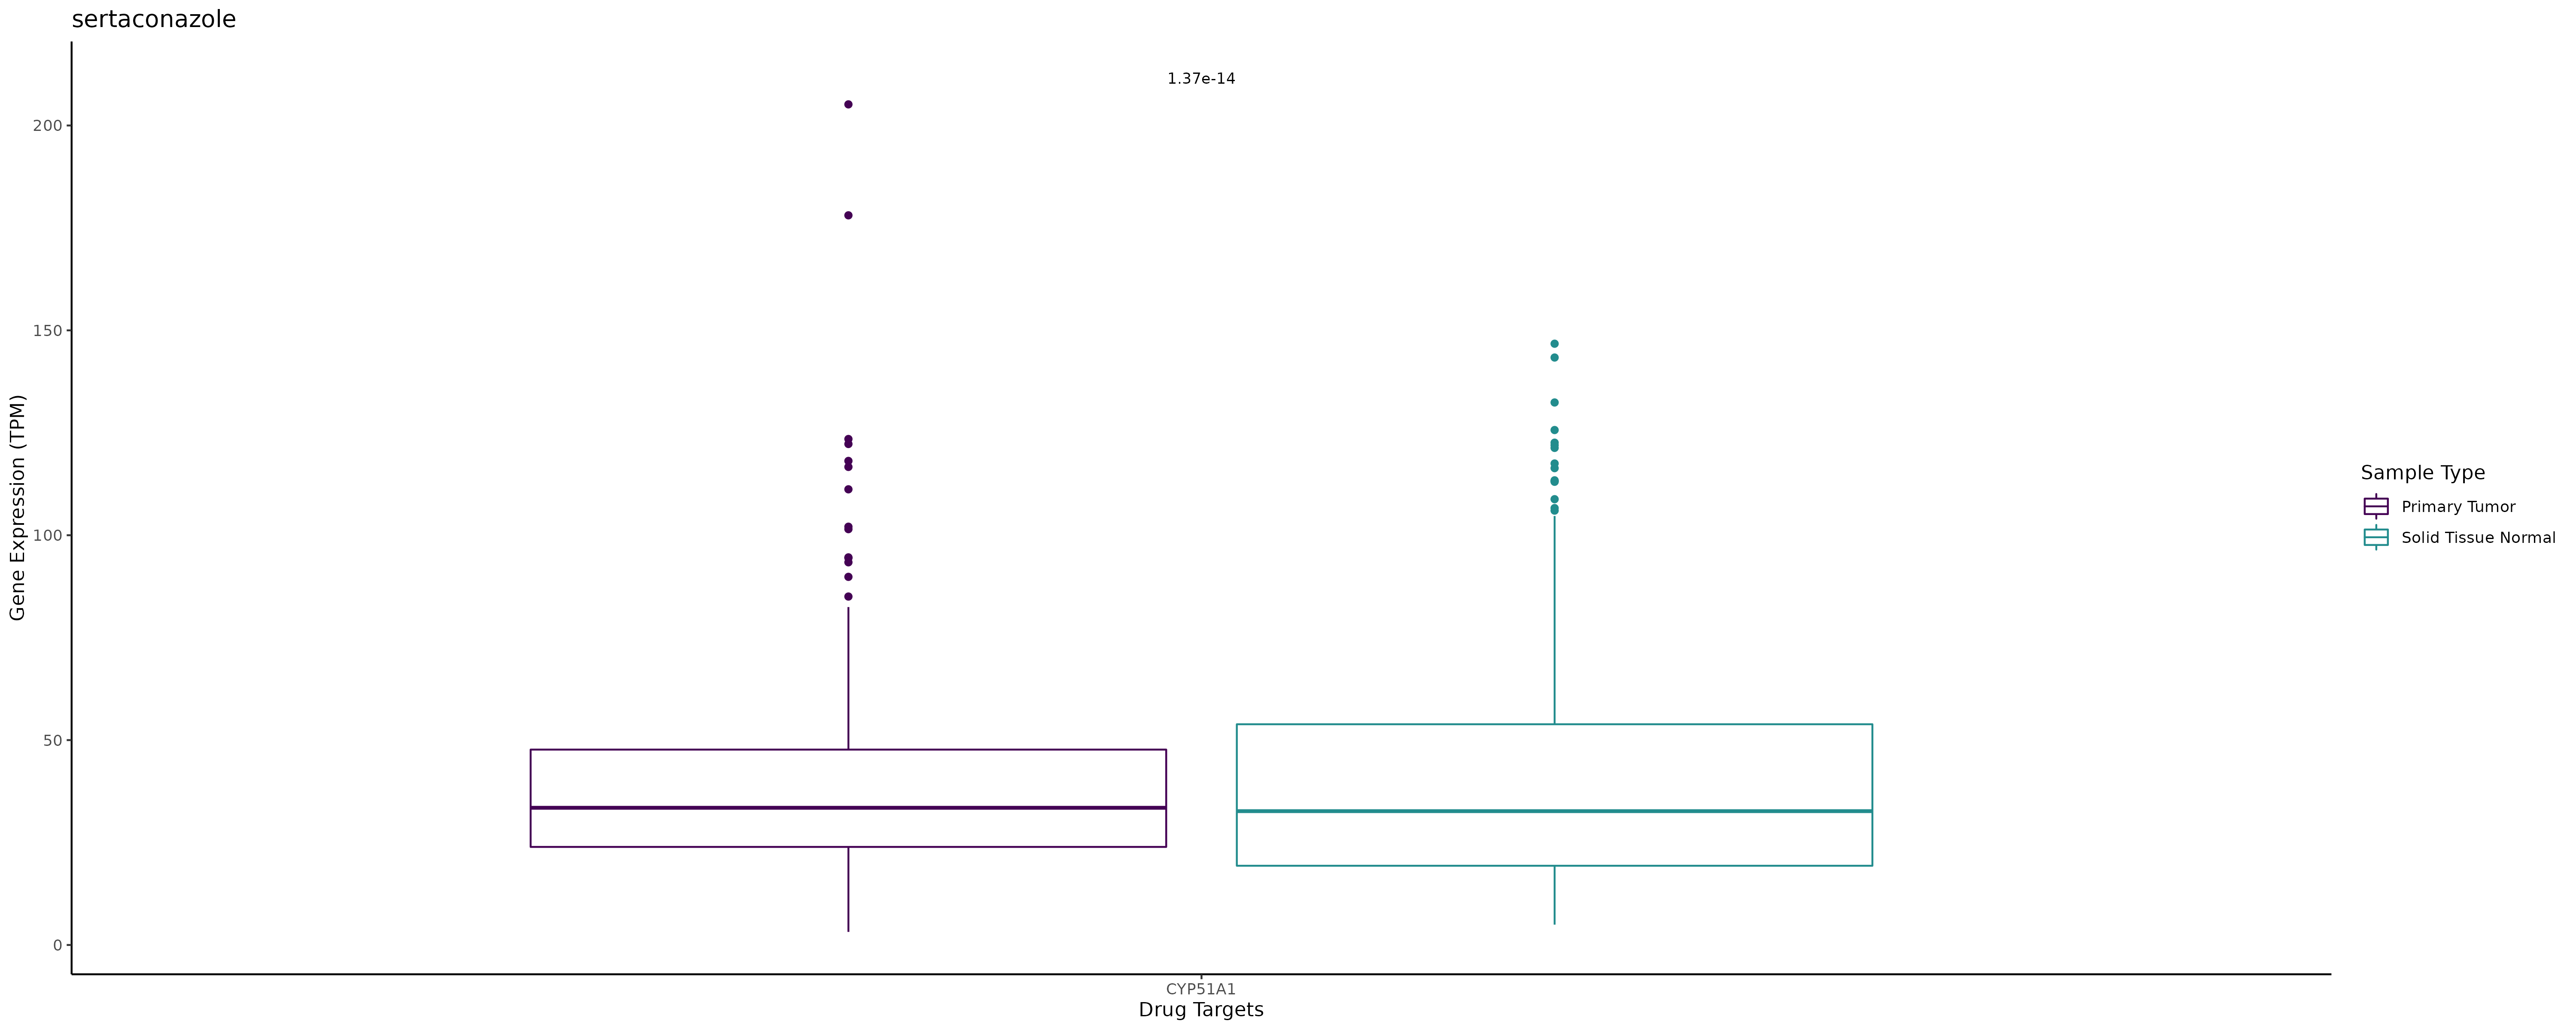 sertaconazole
1.37e-14
200
150
100
50
0
Gene Expression (TPM)
CYP51A1
Drug Targets
Sample Type
Primary Tumor
Solid Tissue Normal